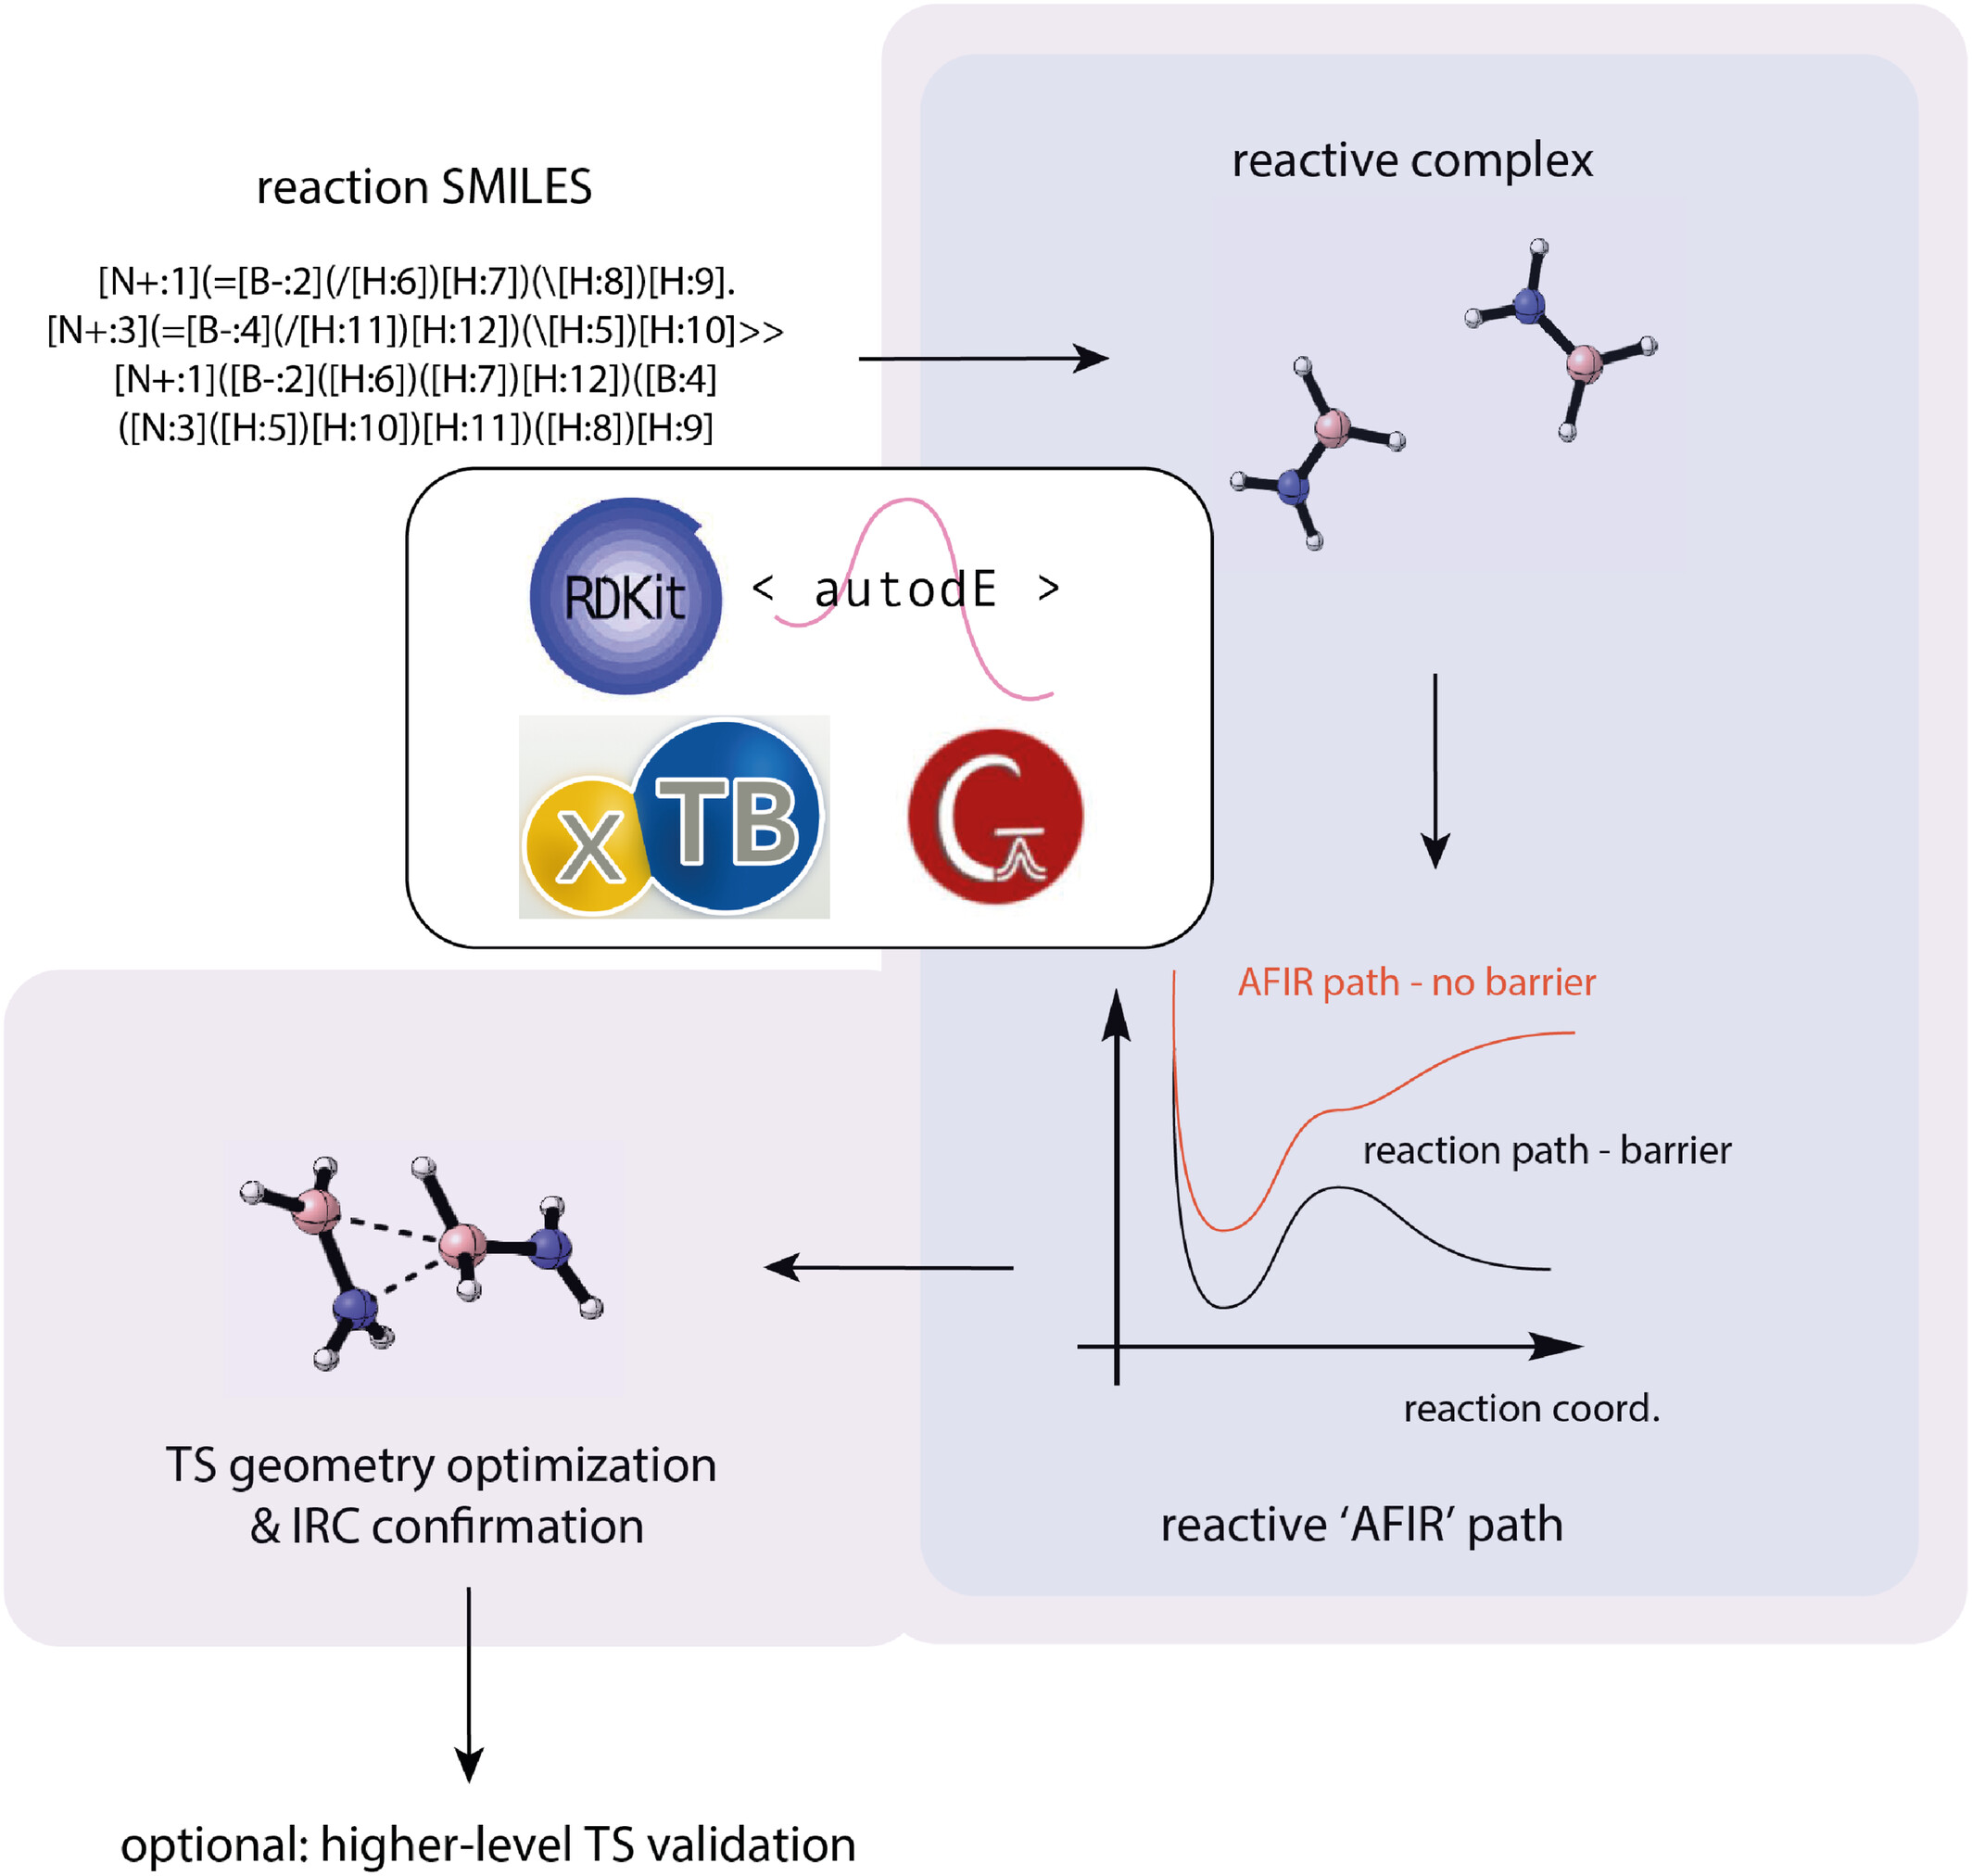 reaction SMILES
[N+:1](=[B-:2](/[H:6])[H:7])(\[H:8])[H:9].
[N+:3](=[B-:4](/[H:11])[H:12])(\[H:5])[H:10]>>
[N+:1]([B-:2]([H:6])([H:7])[H:12])([B:4]
([N:3]([H:5])[H:10])[H:11])([H:8])[H:9]
reactive complex
RDKit
< autodE >
xTB
G
AFIR path - no barrier
reaction path - barrier
reaction coord.
reactive ‘AFIR’ path
TS geometry optimization
& IRC confirmation
optional: higher-level TS validation